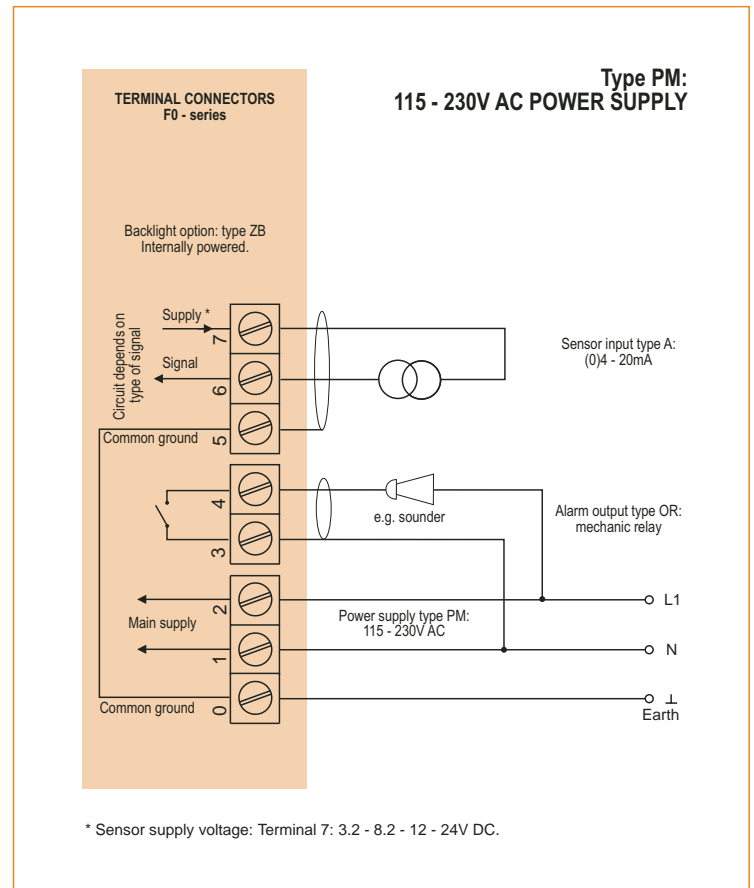 Type PM:
115 - 230V AC POWER SUPPLY
TERMINAL CONNECTORS
F0 - series
Backlight option: type ZB
Internally powered.
Circuit depends on
type of signal
Supply *
7
Signal
6
Common ground
5
Sensor input type A:
(0)4 - 20mA
4
3
e.g. sounder
Alarm output type OR:
mechanic relay
2
Main supply
1
Power supply type PM:
115 - 230V AC
L1
N
Common ground
0
Earth
* Sensor supply voltage: Terminal 7: 3.2 - 8.2 - 12 - 24V DC.